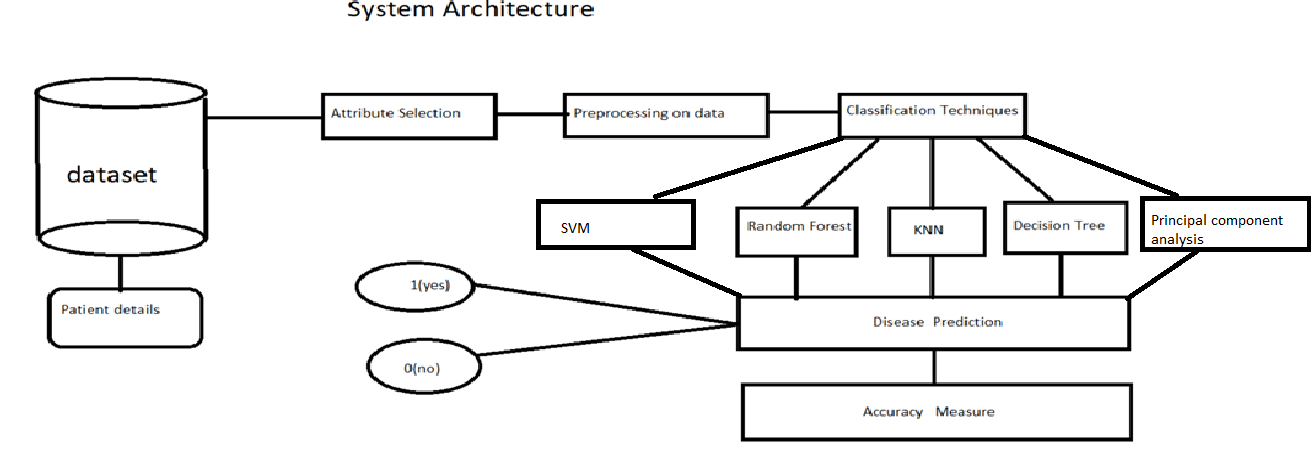 System Architecture
dataset
Patient details
Attribute Selection
Preprocessing on data
Classification Techniques
SVM
Random Forest
KNN
Decision Tree
Principal component
analysis
1(yes)
0(no)
Disease Prediction
Accuracy Measure